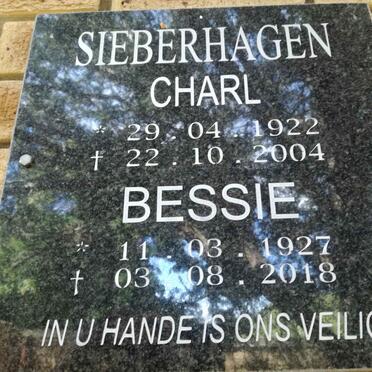 SIEBERHAGEN
CHARL
* 29 . 04 . 1922
† 22 . 10 . 2004
BESSIE
* 11 . 03 . 1927
† 03 . 08 . 2018
IN U HANDE IS ONS VEILIG